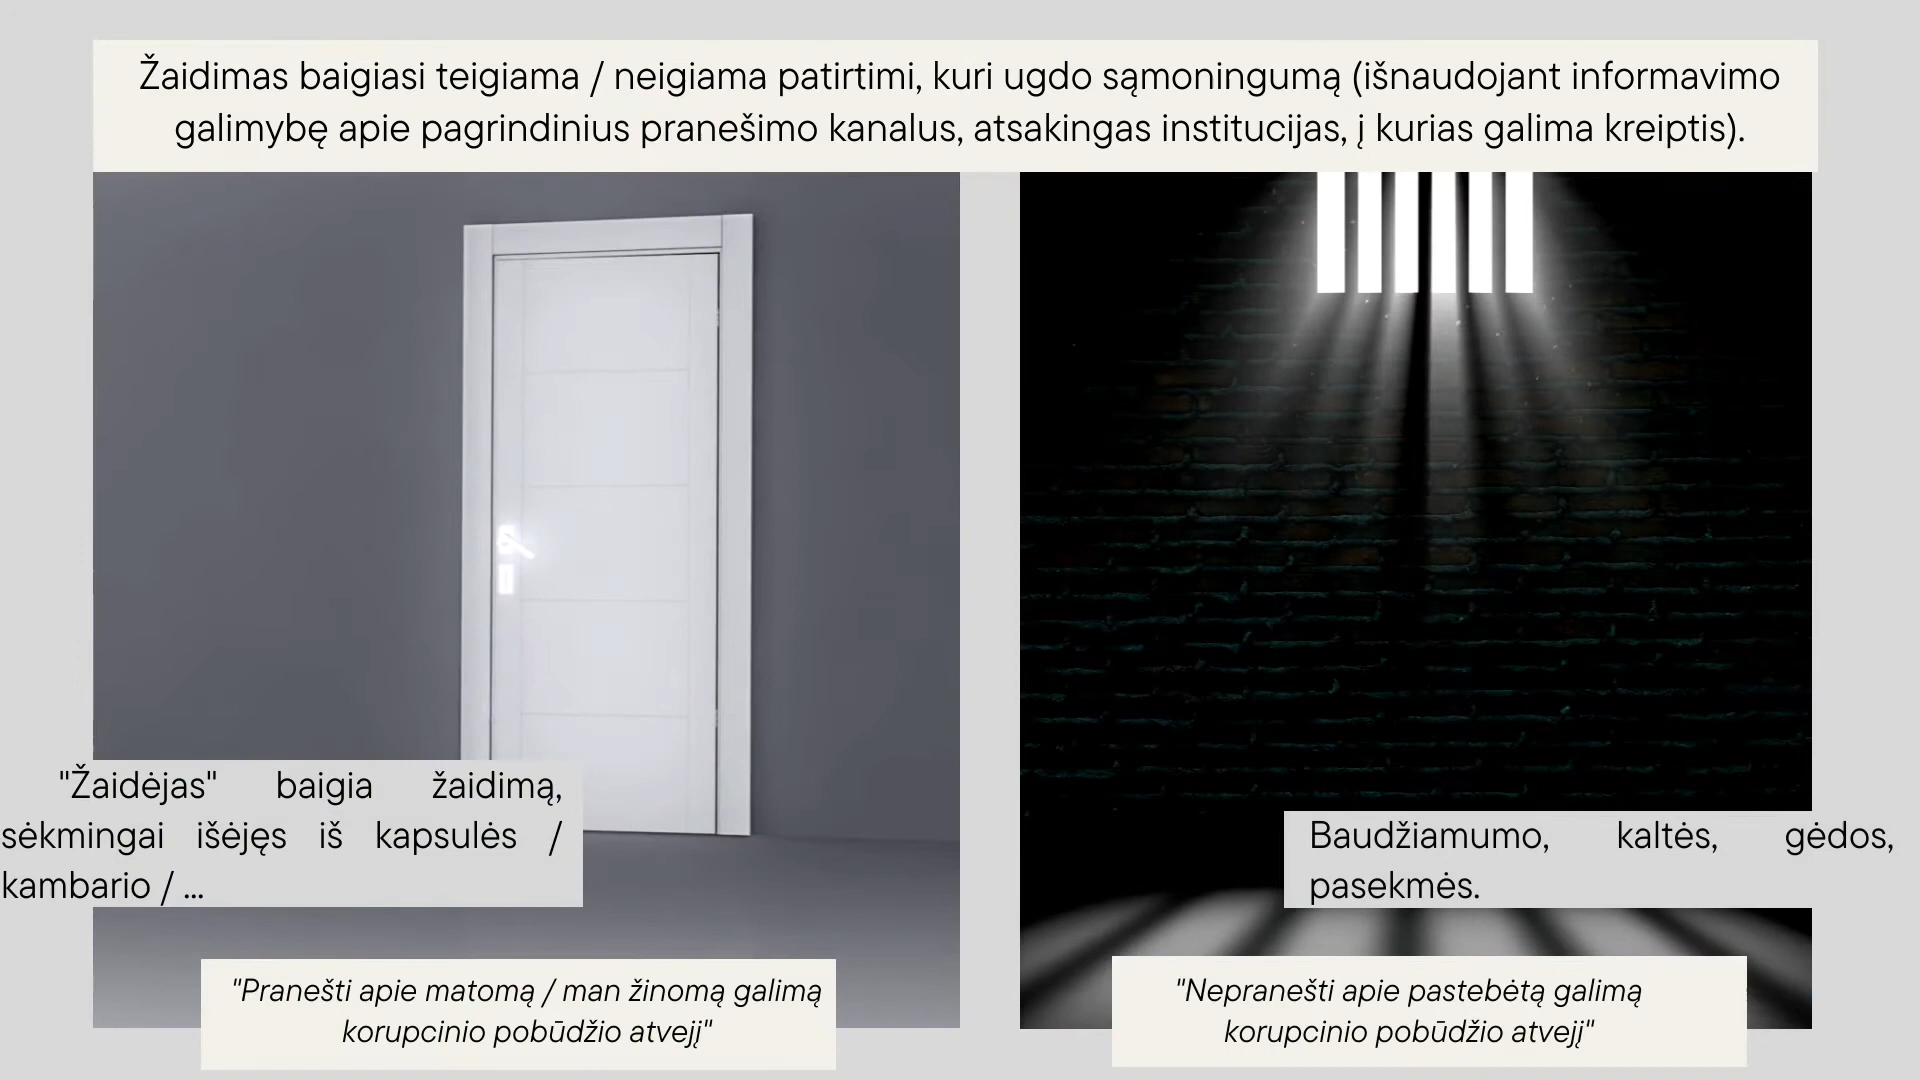 Žaidimas baigiasi teigiama / neigiama patirtimi, kuri ugdo sąmoningumą (išnaudojant informavimo
galimybę apie pagrindinius pranešimo kanalus, atsakingas institucijas, į kurias galima kreiptis).
"Žaidėjas" baigia žaidimą,
sėkmingai išėjęs iš kapsulės /
kambario / ...
Baudžiamumo, kaltės, gėdos,
pasekmės.
"Pranešti apie matomą / man žinomą galimą
korupcinio pobūdžio atvejį"
"Nepranešti apie pastebėtą galimą
korupcinio pobūdžio atvejį"